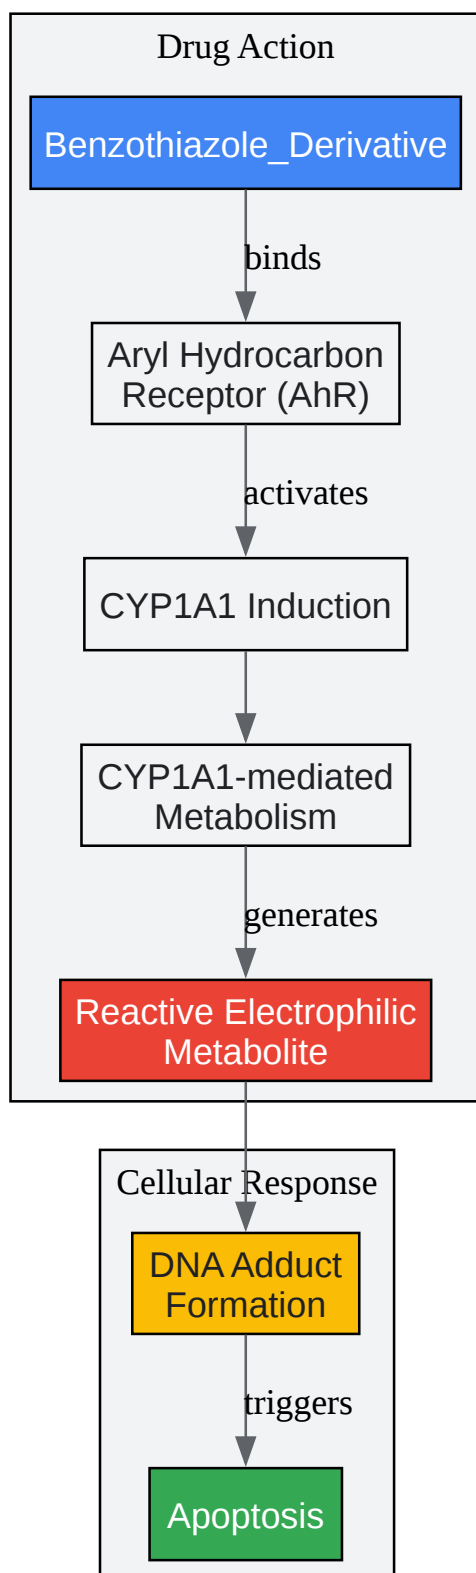 Drug Action
Benzothiazole_Derivative
binds
Aryl Hydrocarbon
Receptor (AhR)
activates
CYP1A1 Induction
CYP1A1-mediated
Metabolism
generates
Reactive Electrophilic
Metabolite
Cellular Response
DNA Adduct
Formation
triggers
Apoptosis